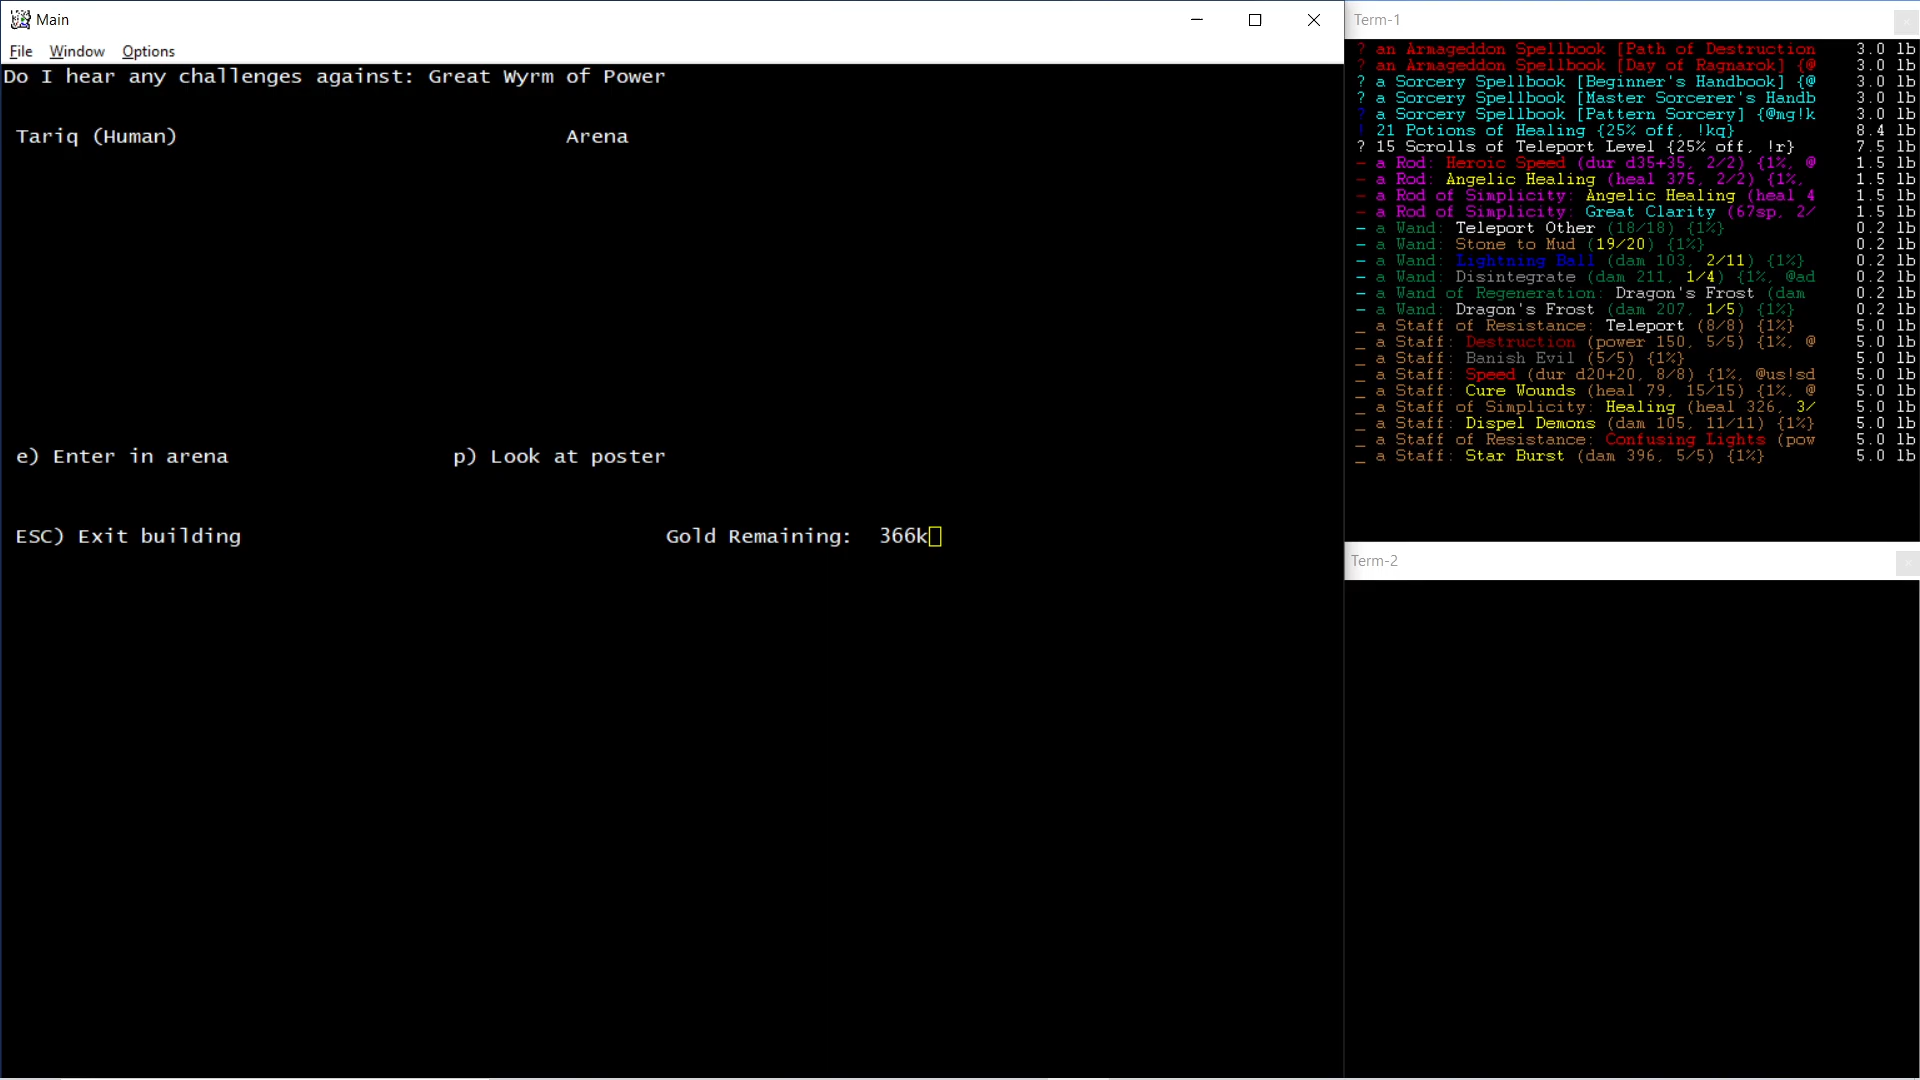 Main
File Window Options
Do I hear any challenges against: Great Wyrm of Power
Tariq (Human) Arena
e) Enter in arena p) Look at poster
ESC) Exit building Gold Remaining: 366k
Term-1
? an Armageddon Spellbook [Path of Destruction 3.0 lb
? an Armageddon Spellbook [Day of Ragnarok] {@ 3.0 lb
? a Sorcery Spellbook [Beginner's Handbook] {@ 3.0 lb
? a Sorcery Spellbook [Master Sorcerer's Handb 3.0 lb
? a Sorcery Spellbook [Pattern Sorcery] {@mg!k 3.0 lb
! 21 Potions of Healing {25% off, !kq} 8.4 lb
? 15 Scrolls of Teleport Level {25% off, !r} 7.5 lb
- a Rod: Heroic Speed (dur d35+35, 2/2) {1%, @ 1.5 lb
- a Rod: Angelic Healing (heal 375, 2/2) {1%, 1.5 lb
- a Rod of Simplicity: Angelic Healing (heal 4 1.5 lb
- a Rod of Simplicity: Great Clarity (67sp, 2/ 1.5 lb
- a Wand: Teleport Other (18/18) {1%} 0.2 lb
- a Wand: Stone to Mud (19/20) {1%} 0.2 lb
- a Wand: Lightning Ball (dam 103, 2/11) {1%} 0.2 lb
- a Wand: Disintegrate (dam 211, 1/4) {1%, @ad 0.2 lb
- a Wand of Regeneration: Dragon's Frost (dam 0.2 lb
- a Wand: Dragon's Frost (dam 207, 1/5) {1%} 0.2 lb
_ a Staff of Resistance: Teleport (8/8) {1%} 5.0 lb
_ a Staff: Destruction (power 150, 5/5) {1%, @ 5.0 lb
_ a Staff: Banish Evil (5/5) {1%} 5.0 lb
_ a Staff: Speed (dur d20+20, 8/8) {1%, @us!sd 5.0 lb
_ a Staff: Cure Wounds (heal 79, 15/15) {1%, @ 5.0 lb
_ a Staff of Simplicity: Healing (heal 326, 3/ 5.0 lb
_ a Staff: Dispel Demons (dam 105, 11/11) {1%} 5.0 lb
_ a Staff of Resistance: Confusing Lights (pow 5.0 lb
_ a Staff: Star Burst (dam 396, 5/5) {1%} 5.0 lb
Term-2